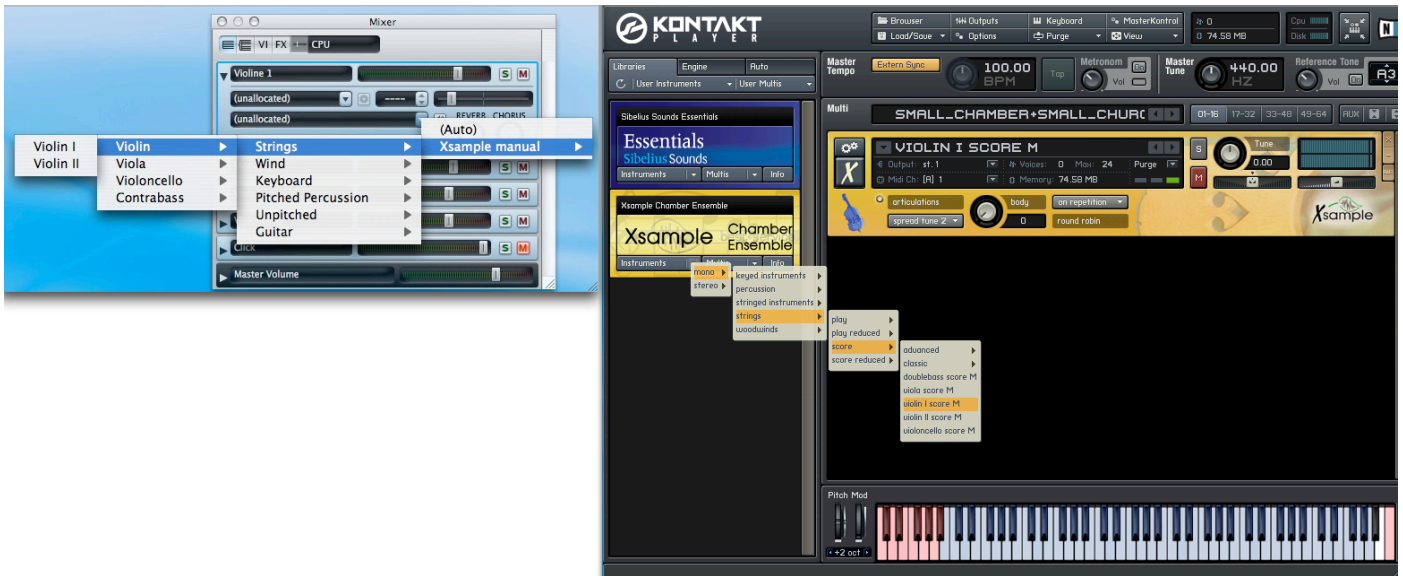 Mixer
VI FX CPU
Violine 1
S M
(unallocated)
----
(unallocated)
REVERB CHORUS
(Auto)
Xsample manual
Strings
Wind
Keyboard
Pitched Percussion
Unpitched
Guitar
Violin
Viola
Violoncello
Contrabass
Violin I
Violin II
S M
S M
S M
Click
S M
Master Volume
KONTAKT
PLAYER
Browser
Outputs
Keyboard
MasterKontrol
Load/Save
Options
Purge
View
0
0 74.58 MB
Cpu
Disk
N
Libraries Engine Auto
User Instruments User Multis
Master
Tempo
Extern Sync
100.00
BPM
Tap
Metronom
On
Vol
Master
Tune
440.00
HZ
Reference Tone
Vol On
A3
Multi
SMALL_CHAMBER+SMALL_CHURC
01-16 17-32 33-48 49-64 AUX
Sibelius Sounds Essentials
Essentials
Sibelius Sounds
Instruments Multis Info
Xsample Chamber Ensemble
Xsample Chamber
Ensemble
Instruments Multis Info
VIOLIN I SCORE M
Output: st. 1
Voices: 0 Max: 24 Purge
Midi Ch: [A] 1
Memory: 74.58 MB
S
M
Tune
0.00
X
articulations
spread tune 2
body
0
on repetition
round robin
Xsample
mono
stereo
keyed instruments
percussion
stringed instruments
strings
woodwinds
play
play reduced
score
score reduced
advanced
classic
doublebass score M
viola score M
violin I score M
violin II score M
violoncello score M
Pitch Mod
+2 oct